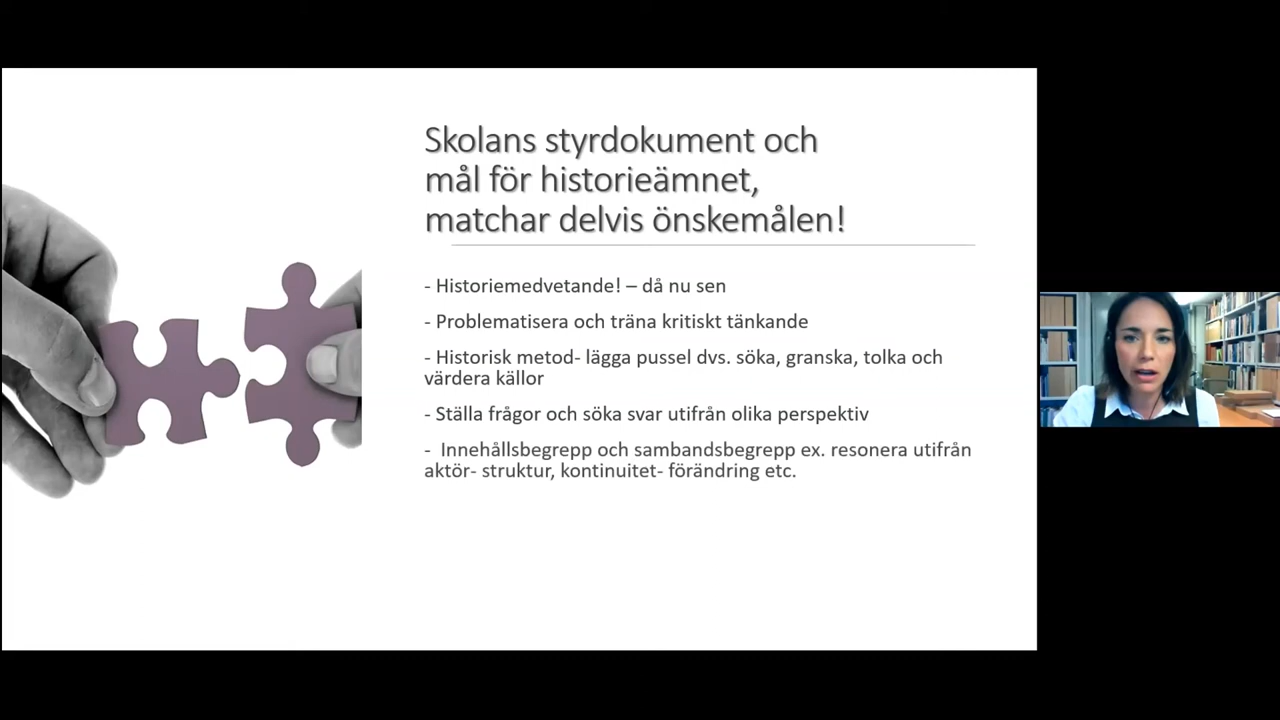 Skolans styrdokument och
mål för historieämnet,
matchar delvis önskemålen!
- Historiemedvetande! – då nu sen
- Problematisera och träna kritiskt tänkande
- Historisk metod- lägga pussel dvs. söka, granska, tolka och
värdera källor
- Ställa frågor och söka svar utifrån olika perspektiv
-  Innehållsbegrepp och sambandsbegrepp ex. resonera utifrån
aktör- struktur, kontinuitet- förändring etc.